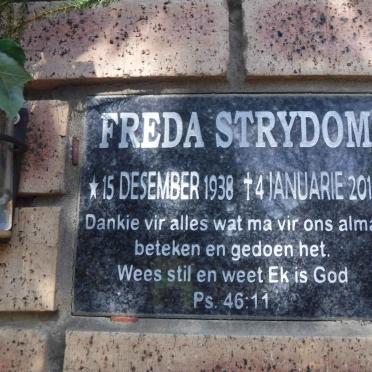 FREDA STRYDOM
★ 15 DESEMBER 1938 ✝ 4 JANUARIE 201
Dankie vir alles wat ma vir ons alma
beteken en gedoen het.
Wees stil en weet Ek is God
Ps. 46:11